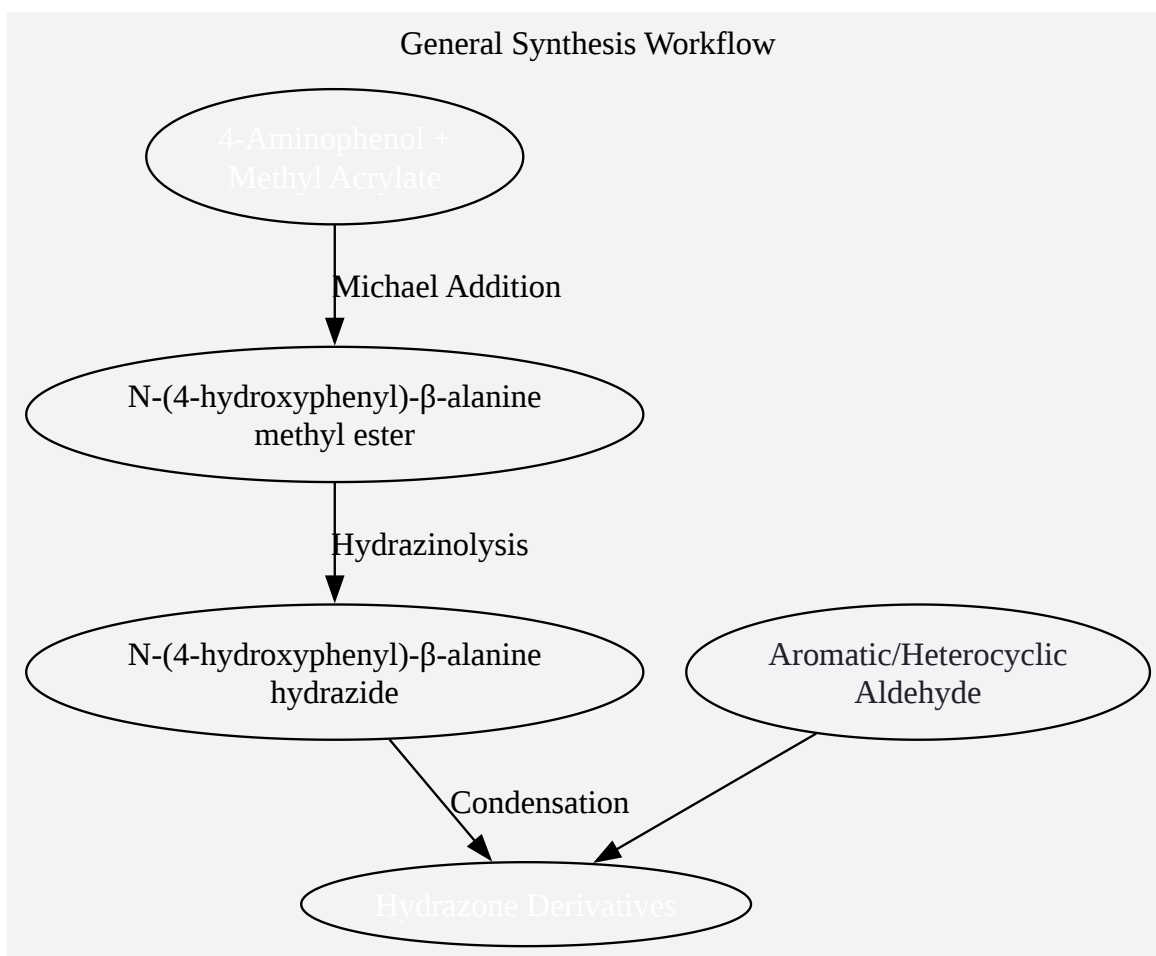 General Synthesis Workflow
4-Aminophenol +
Methyl Acrylate
Michael Addition
N-(4-hydroxyphenyl)-β-alanine
methyl ester
Hydrazinolysis
N-(4-hydroxyphenyl)-β-alanine
hydrazide
Aromatic/Heterocyclic
Aldehyde
Condensation
Hydrazone Derivatives